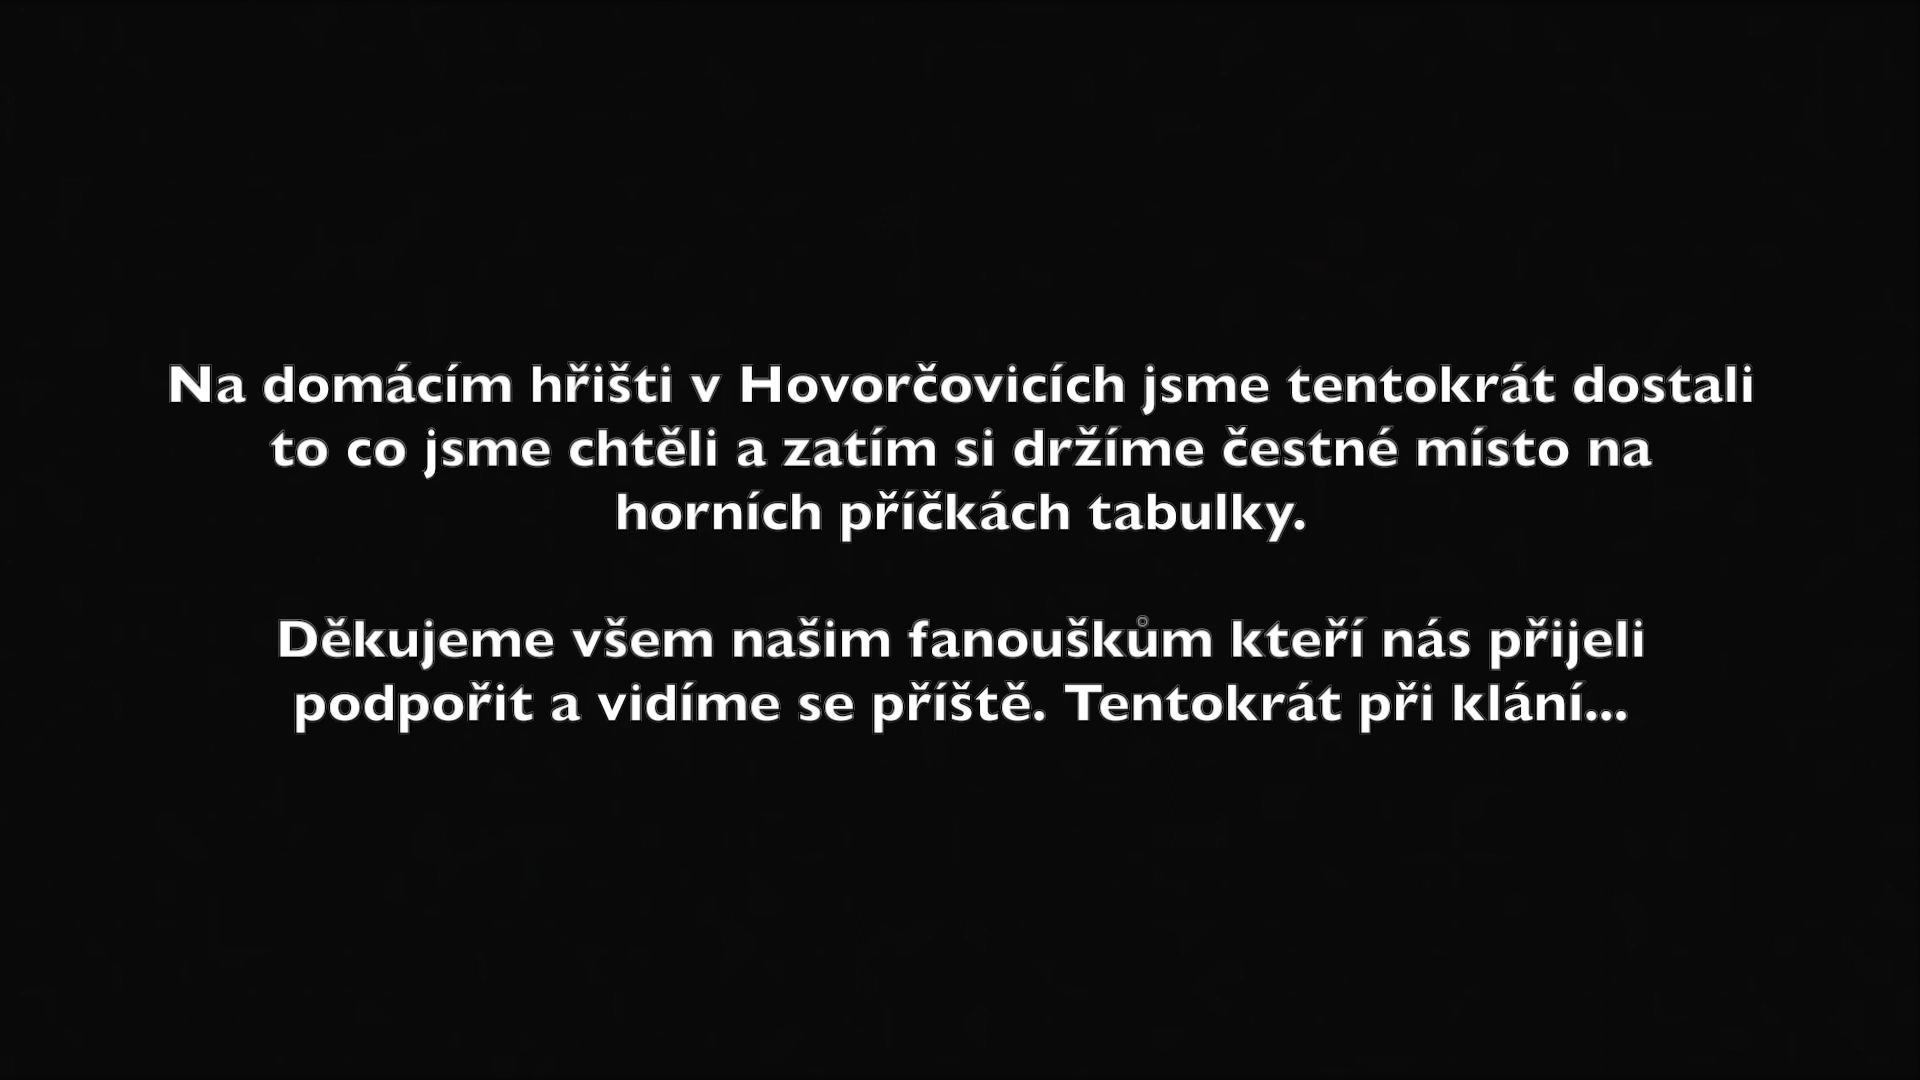 Na domácím hřišti v Hovorčovicích jsme tentokrát dostali
to co jsme chtěli a zatím si držíme čestné místo na
horních příčkách tabulky.
Děkujeme všem našim fanouškům kteří nás přijeli
podpořit a vidíme se příště. Tentokrát při klání...